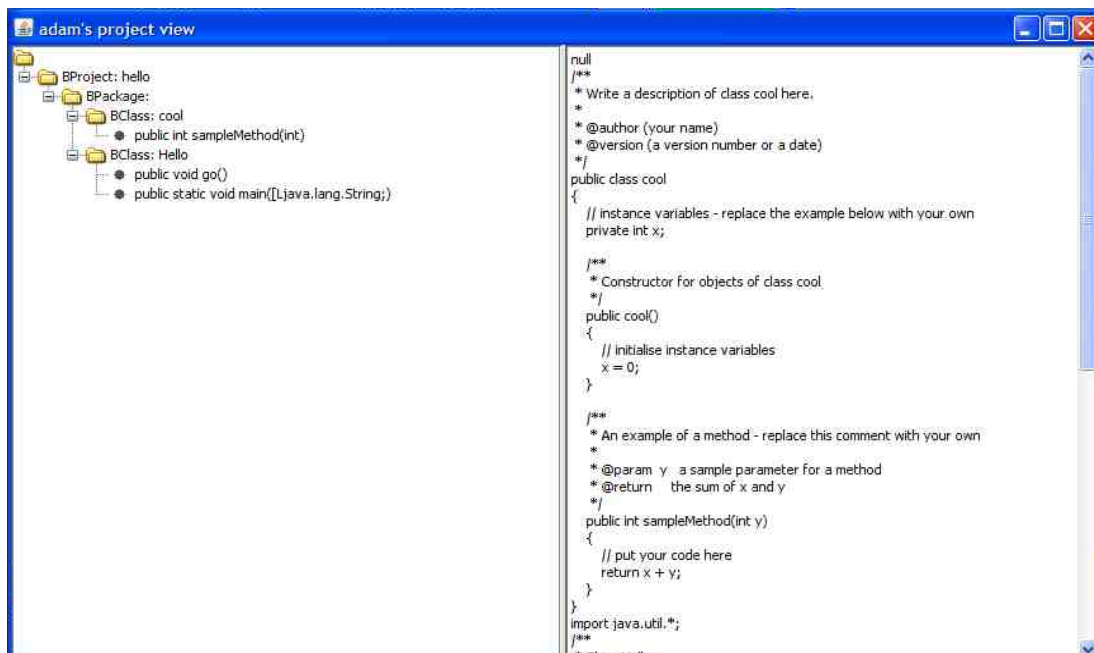 adam's project view
BProject: hello
BPackage:
BClass: cool
public int sampleMethod(int)
BClass: Hello
public void go()
public static void main([Ljava.lang.String;)
null
/**
 * Write a description of class cool here.
 *
 * @author (your name)
 * @version (a version number or a date)
 */
public class cool
{
    // instance variables - replace the example below with your own
    private int x;

    /**
     * Constructor for objects of class cool
     */
    public cool()
    {
        // initialise instance variables
        x = 0;
    }

    /**
     * An example of a method - replace this comment with your own
     *
     * @param  y   a sample parameter for a method
     * @return     the sum of x and y
     */
    public int sampleMethod(int y)
    {
        // put your code here
        return x + y;
    }
}
import java.util.*;
/**